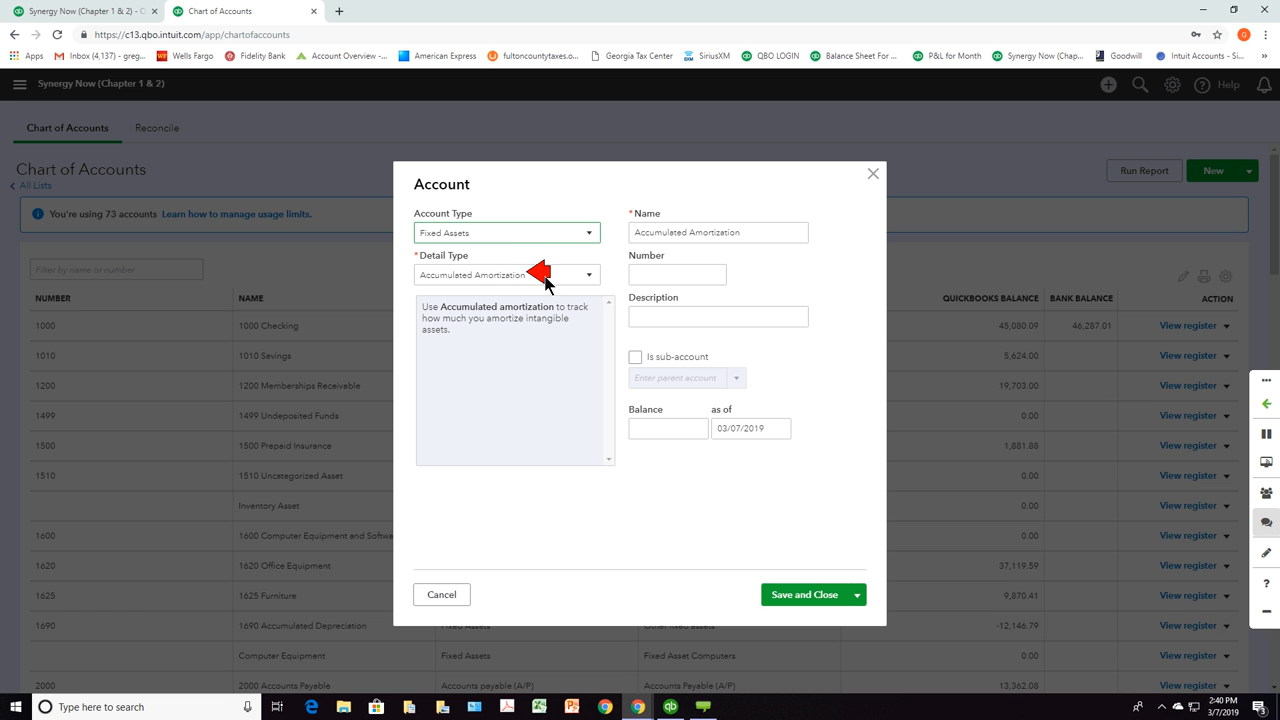 Synergy Now (Chapter 1 & 2) - C
Chart of Accounts
https://c13.qbo.intuit.com/app/chartofaccounts
Apps
Inbox (4,137) - greg...
Wells Fargo
Fidelity Bank
Account Overview -...
American Express
fultoncountytaxes.o...
Georgia Tax Center
SiriusXM
QBO LOGIN
Balance Sheet For ...
P&L for Month
Synergy Now (Chap...
Goodwill
Intuit Accounts - Si...
Synergy Now (Chapter 1 & 2)
Help
Chart of Accounts
Reconcile
Chart of Accounts
All Lists
Run Report
New
You're using 73 accounts Learn how to manage usage limits.
Filter by name or number
NUMBER NAME QUICKBOOKS BALANCE BANK BALANCE ACTION
1000 1000 Checking 45,080.09 46,287.01 View register
1010 1010 Savings 5,624.00 View register
1200 1200 Memberships Receivable 19,703.00 View register
1499 1499 Undeposited Funds 0.00 View register
1500 1500 Prepaid Insurance 1,881.88 View register
1510 1510 Uncategorized Asset 0.00 View register
Inventory Asset 0.00 View register
1600 1600 Computer Equipment and Softwa 0.00 View register
1620 1620 Office Equipment 37,119.59 View register
1625 1625 Furniture 9,870.41 View register
1690 1690 Accumulated Depreciation Fixed Assets Other fixed assets -12,146.79 View register
Computer Equipment Fixed Assets Fixed Asset Computers 0.00 View register
2000 2000 Accounts Payable Accounts payable (A/P) Accounts Payable (A/P) 13,362.08 View register
Account
Account Type
Fixed Assets
* Detail Type
Accumulated Amortization
Use Accumulated amortization to track
how much you amortize intangible
assets.
* Name
Accumulated Amortization
Number
Description
Is sub-account
Enter parent account
Balance as of
03/07/2019
Cancel
Save and Close
Type here to search
2:40 PM
3/7/2019
3